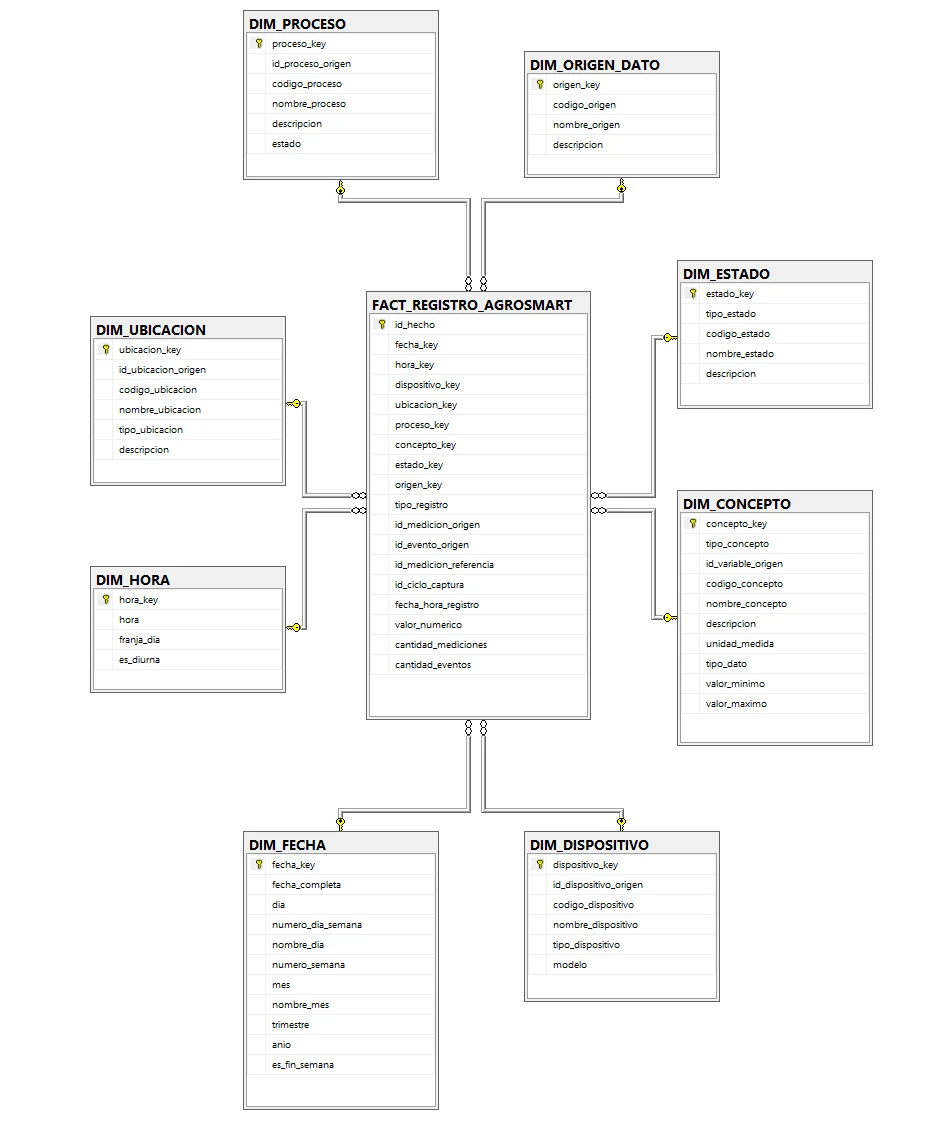 DIM_PROCESO
proceso_key
id_proceso_origen
codigo_proceso
nombre_proceso
descripcion
estado
DIM_ORIGEN_DATO
origen_key
codigo_origen
nombre_origen
descripcion
DIM_ESTADO
estado_key
tipo_estado
codigo_estado
nombre_estado
descripcion
FACT_REGISTRO_AGROSMART
id_hecho
fecha_key
hora_key
dispositivo_key
ubicacion_key
proceso_key
concepto_key
estado_key
origen_key
tipo_registro
id_medicion_origen
id_evento_origen
id_medicion_referencia
id_ciclo_captura
fecha_hora_registro
valor_numerico
cantidad_mediciones
cantidad_eventos
DIM_UBICACION
ubicacion_key
id_ubicacion_origen
codigo_ubicacion
nombre_ubicacion
tipo_ubicacion
descripcion
DIM_CONCEPTO
concepto_key
tipo_concepto
id_variable_origen
codigo_concepto
nombre_concepto
descripcion
unidad_medida
tipo_dato
valor_minimo
valor_maximo
DIM_HORA
hora_key
hora
franja_dia
es_diurna
DIM_FECHA
fecha_key
fecha_completa
dia
numero_dia_semana
nombre_dia
numero_semana
mes
nombre_mes
trimestre
anio
es_fin_semana
DIM_DISPOSITIVO
dispositivo_key
id_dispositivo_origen
codigo_dispositivo
nombre_dispositivo
tipo_dispositivo
modelo